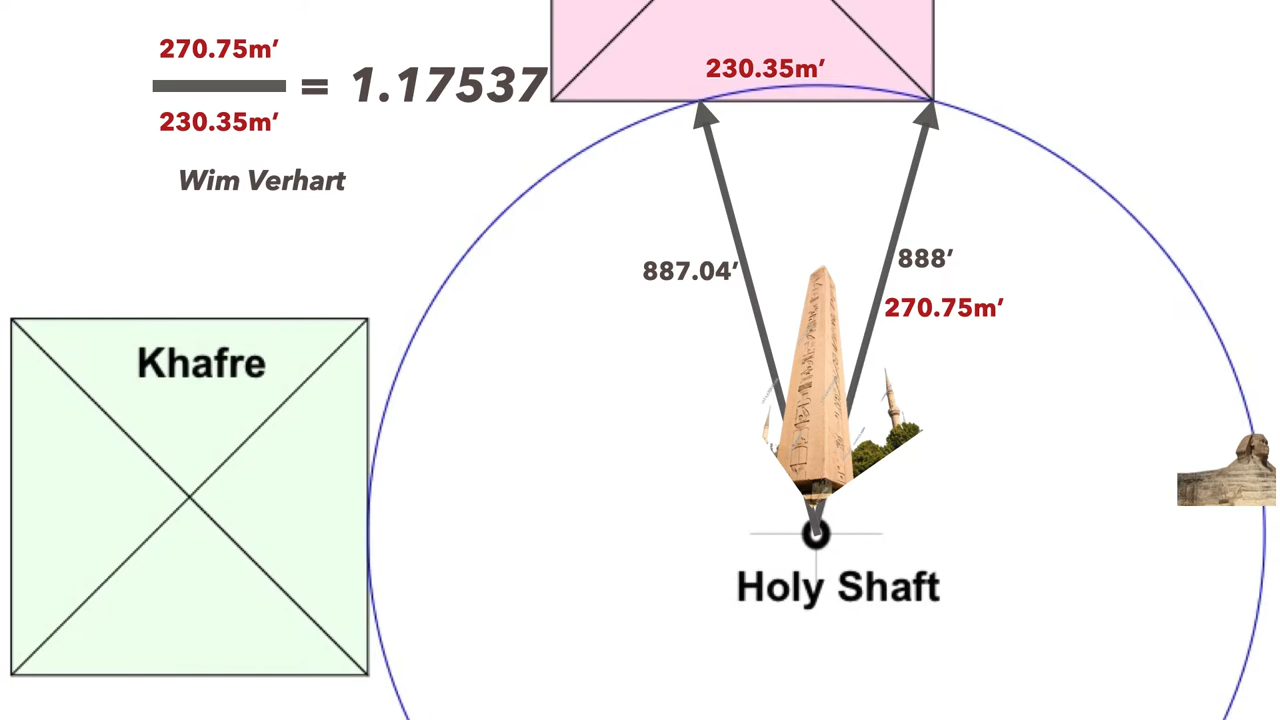 270.75m’
230.35m’
= 1.17537
Wim Verhart
230.35m’
887.04’
888’
270.75m’
Khafre
Holy Shaft